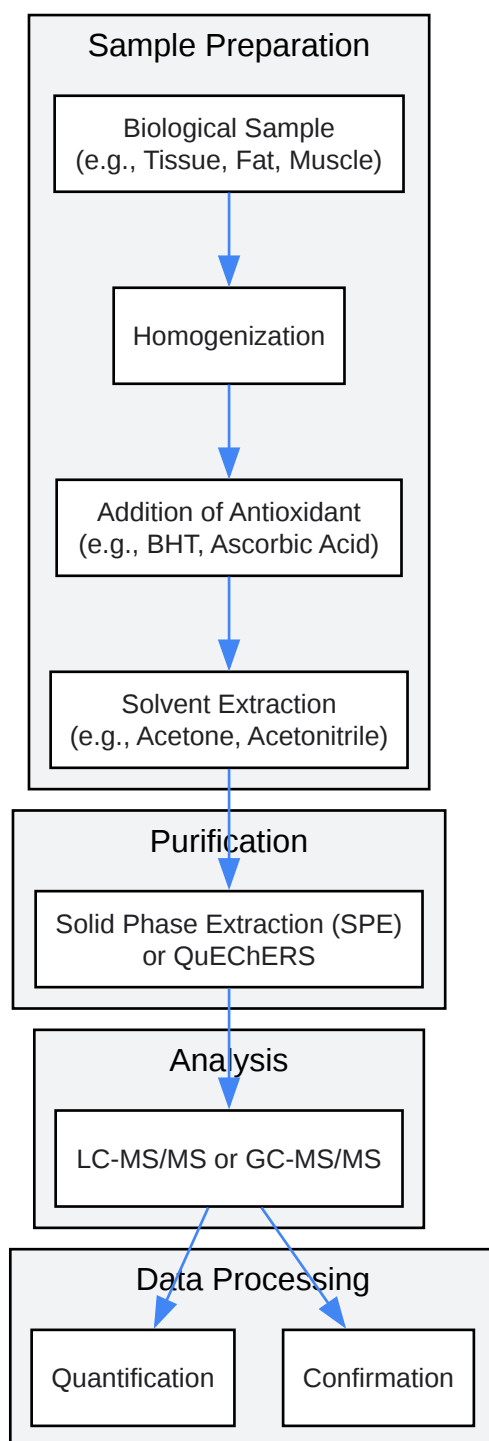 Sample Preparation
Biological Sample
(e.g., Tissue, Fat, Muscle)
Homogenization
Addition of Antioxidant
(e.g., BHT, Ascorbic Acid)
Solvent Extraction
(e.g., Acetone, Acetonitrile)
Purification
Solid Phase Extraction (SPE)
or QuEChERS
Analysis
LC-MS/MS or GC-MS/MS
Data Processing
Quantification
Confirmation